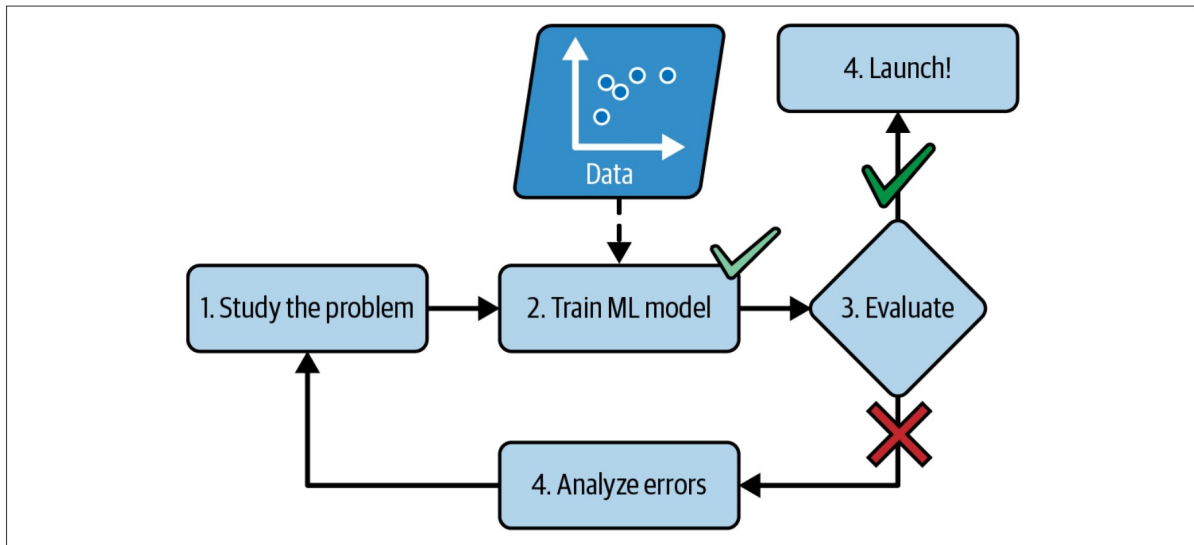 4. Launch!
Data
1. Study the problem
2. Train ML model
3. Evaluate
4. Analyze errors